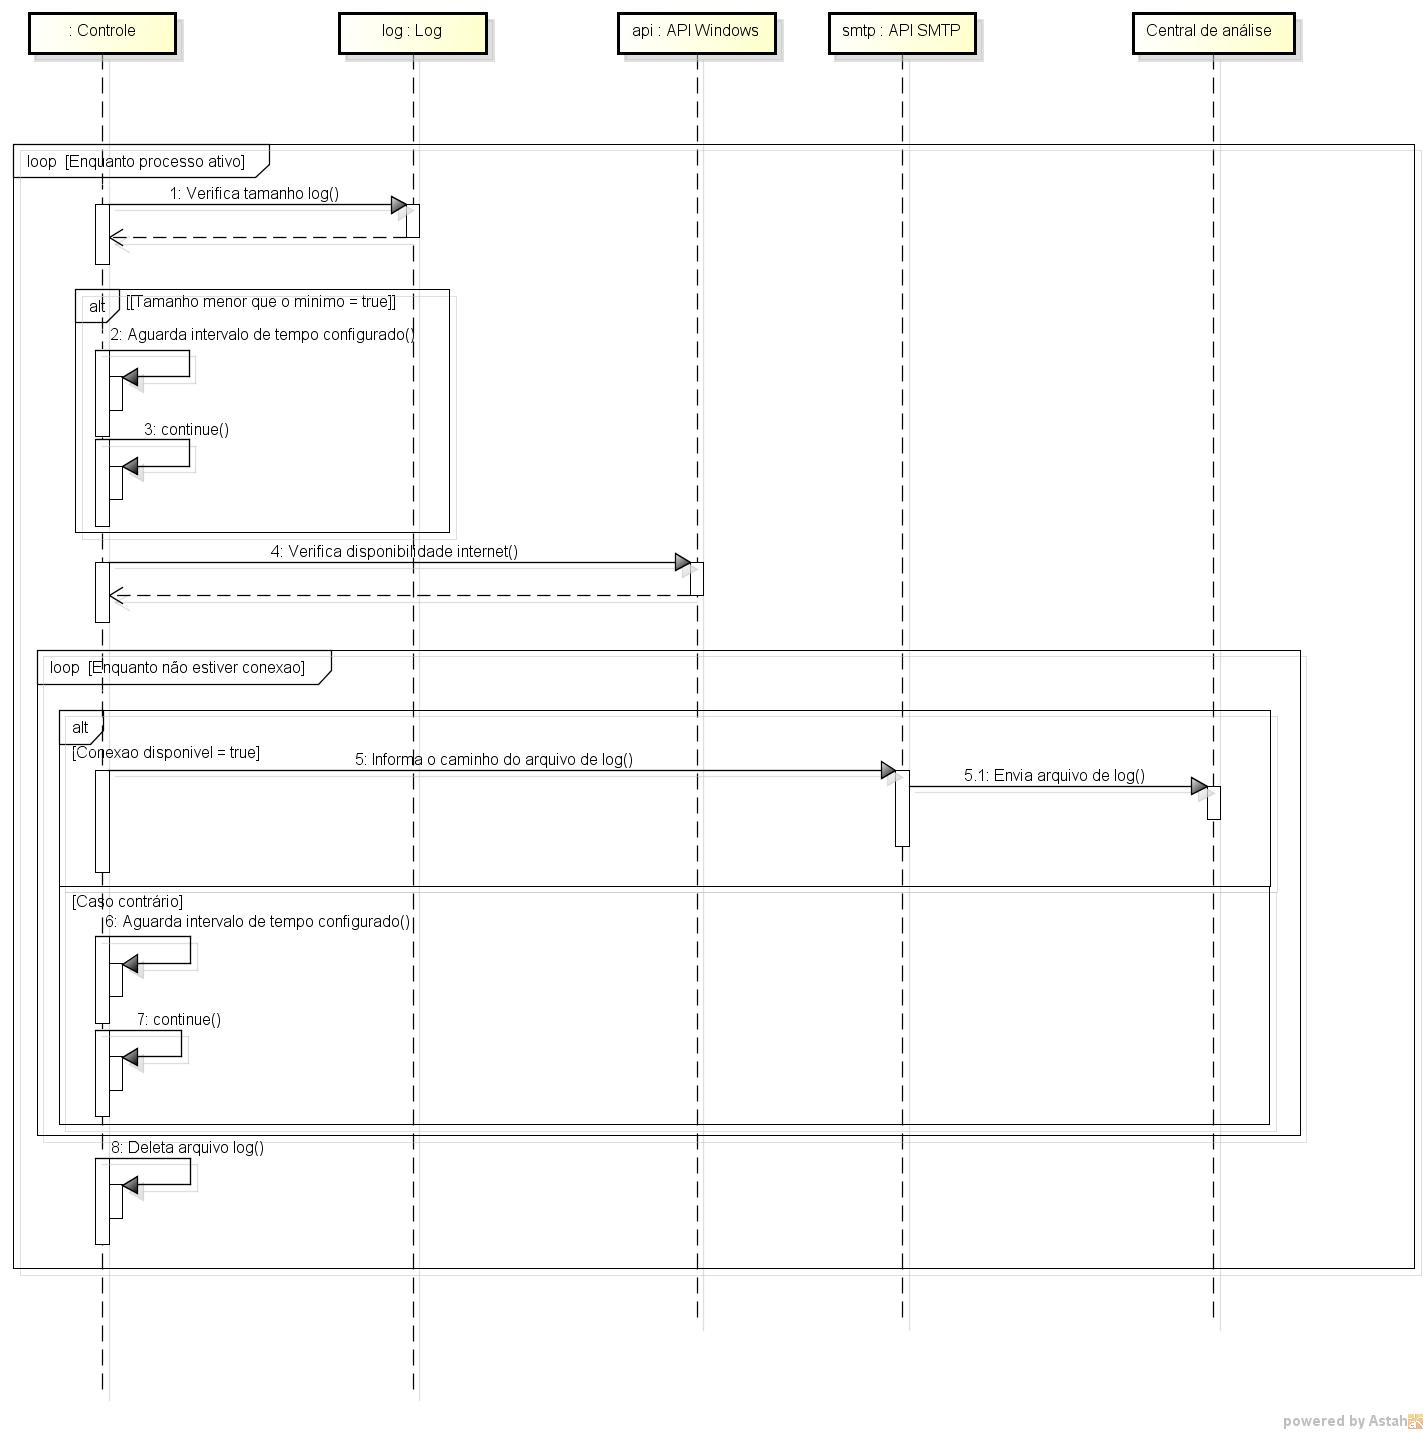 : Controle
log : Log
api : API Windows
smtp : API SMTP
Central de análise
loop [Enquanto processo ativo]
1: Verifica tamanho log()
alt [[Tamanho menor que o minimo = true]]
2: Aguarda intervalo de tempo configurado()
3: continue()
4: Verifica disponibilidade internet()
loop [Enquanto não estiver conexao]
alt
[Conexao disponivel = true]
5: Informa o caminho do arquivo de log()
5.1: Envia arquivo de log()
[Caso contrário]
6: Aguarda intervalo de tempo configurado()
7: continue()
8: Deleta arquivo log()
powered by Astah